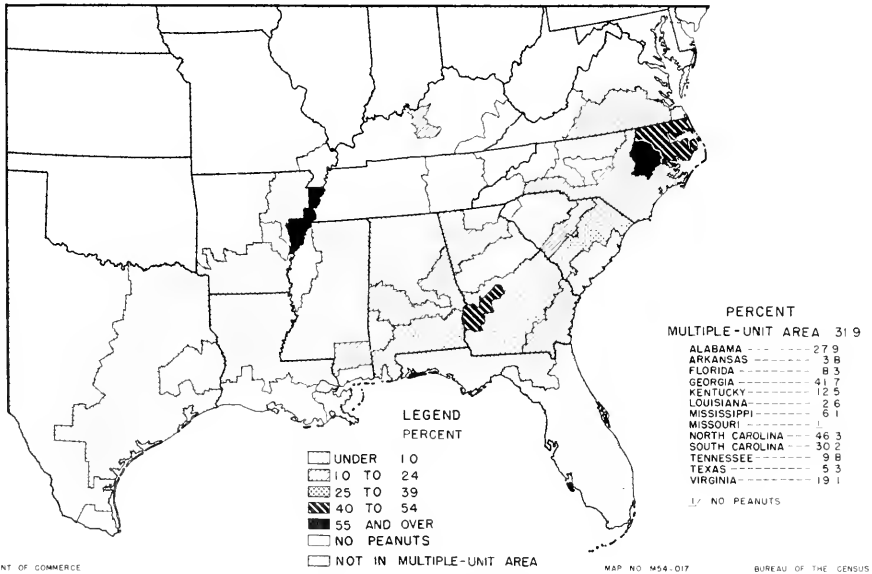 PERCENT
MULTIPLE-UNIT AREA 31.9
ALABAMA 27.9
ARKANSAS 3.8
FLORIDA 8.3
GEORGIA 41.7
KENTUCKY 12.5
LOUISIANA 2.6
MISSISSIPPI 6.1
MISSOURI 1/
NORTH CAROLINA 46.3
SOUTH CAROLINA 30.2
TENNESSEE 9.8
TEXAS 5.3
VIRGINIA 19.1
1/ NO PEANUTS
LEGEND
PERCENT
UNDER 10
10 TO 24
25 TO 39
40 TO 54
55 AND OVER
NO PEANUTS
NOT IN MULTIPLE-UNIT AREA
NT OF COMMERCE
MAP NO M54-017
BUREAU OF THE CENSUS